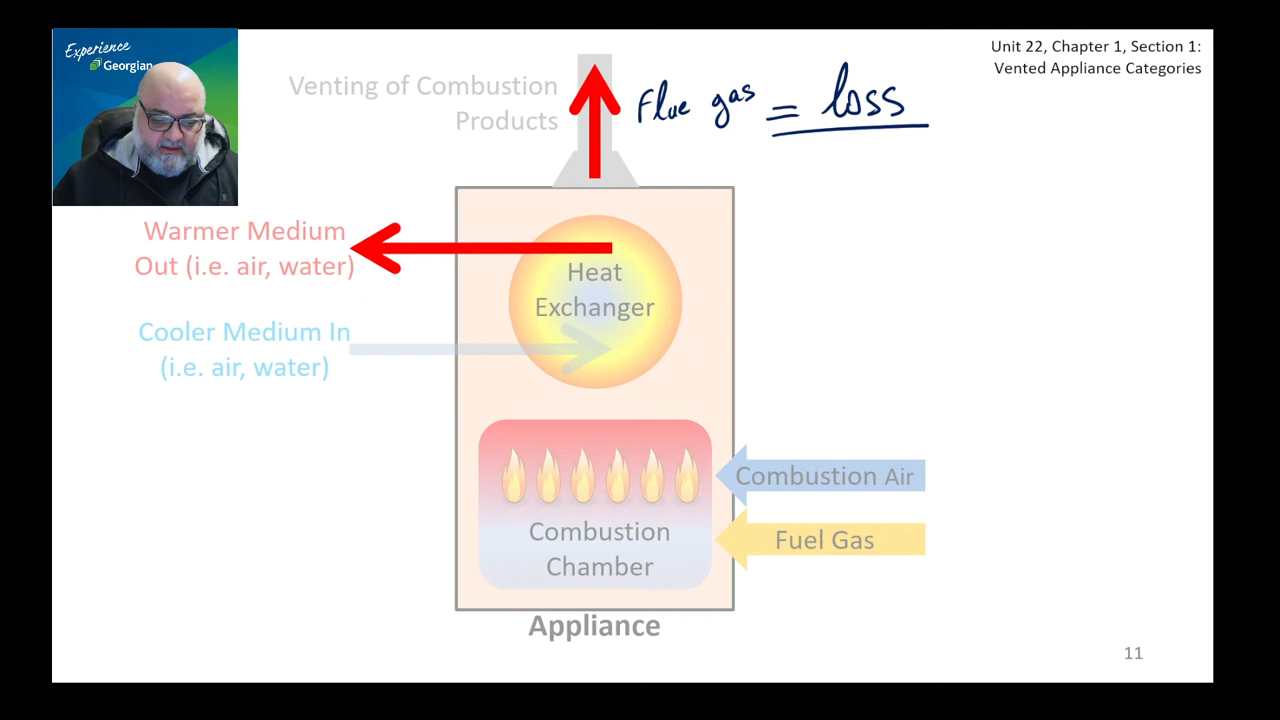 Experience
Georgian
Unit 22, Chapter 1, Section 1:
Vented Appliance Categories
Venting of Combustion
Products
Flue gas = loss
Warmer Medium
Out (i.e. air, water)
Heat
Exchanger
Cooler Medium In
(i.e. air, water)
Combustion Air
Combustion
Chamber
Fuel Gas
Appliance
11